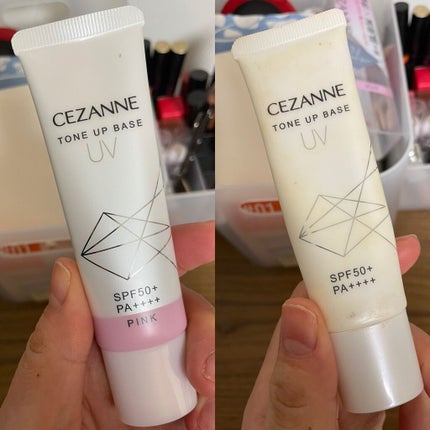 CEZANNE
TONE UP BASE
UV
SPF50+
PA++++
PINK
CEZANNE
TONE UP BASE
UV
SPF50+
PA++++